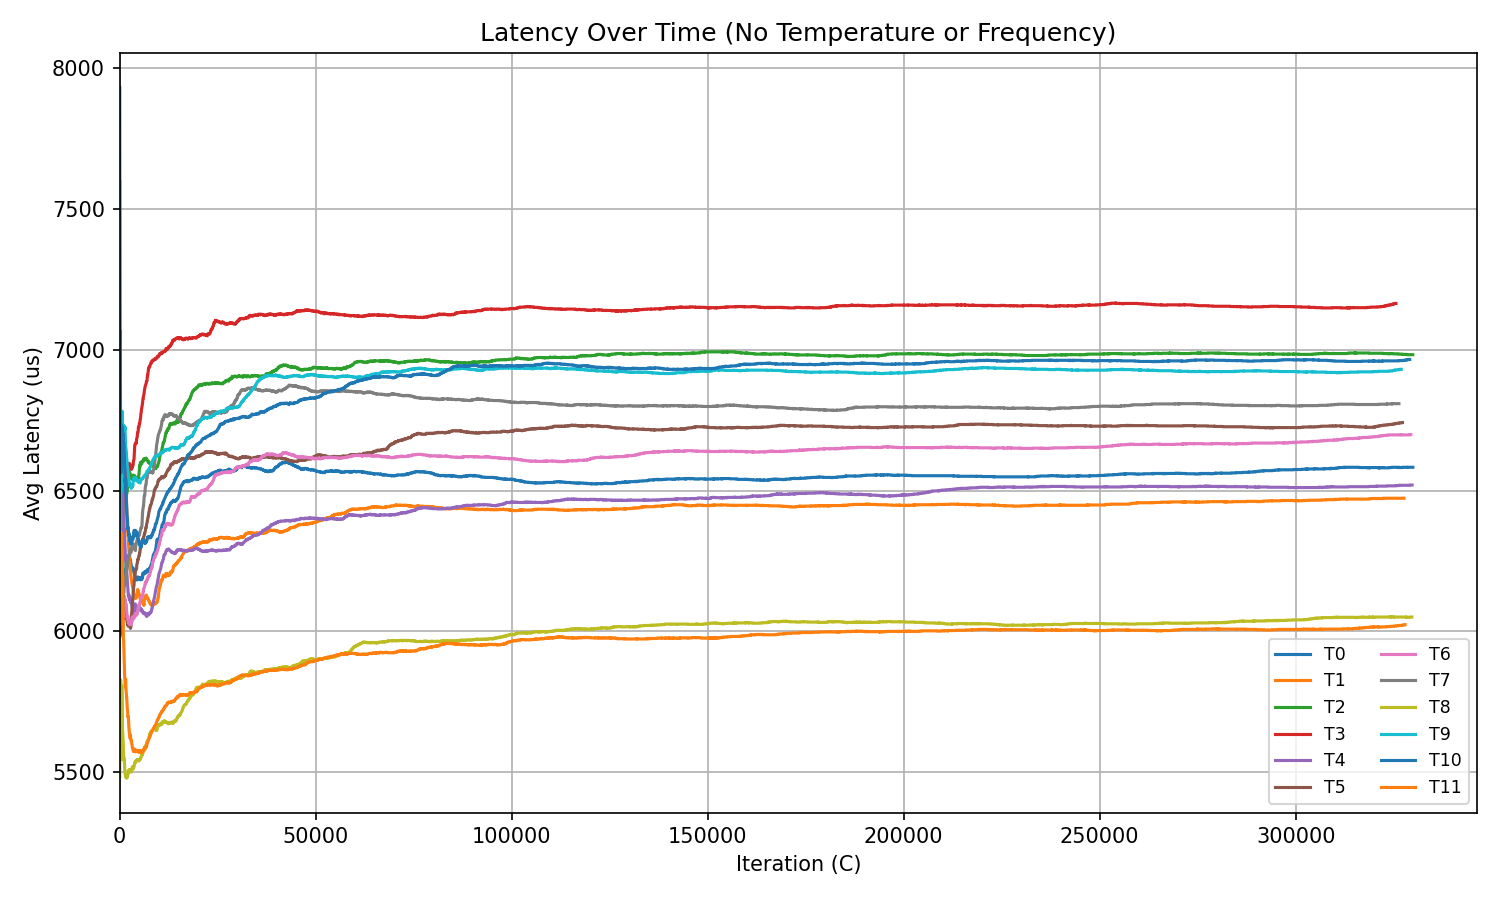 Latency Over Time (No Temperature or Frequency)
8000
7500
7000
6500
6000
5500
Avg Latency (us)
0 50000 100000 150000 200000 250000 300000
Iteration (C)
T0 T6
T1 T7
T2 T8
T3 T9
T4 T10
T5 T11